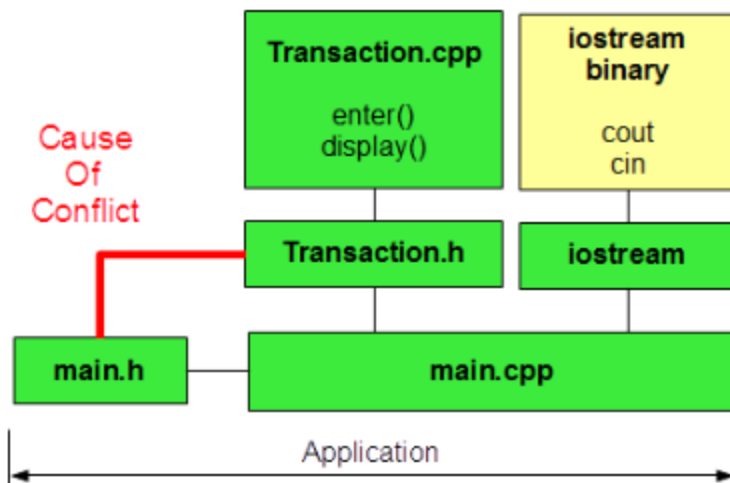 Transaction.cpp
enter()
display()
iostream
binary
cout
cin
Cause
Of
Conflict
Transaction.h
iostream
main.h
main.cpp
Application